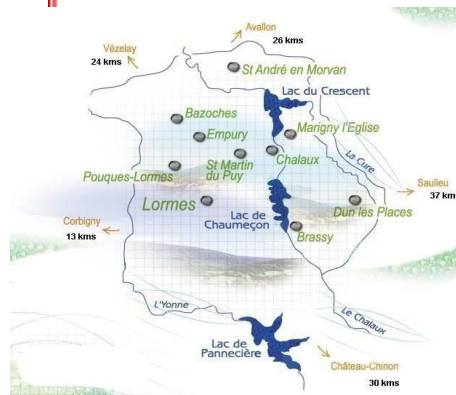 Avallon
26 kms
Vézelay
24 kms
St André en Morvan
Lac du Crescent
Bazoches
Empury
Marigny l'Eglise
St Martin
du Puy
Chalaux
La Cure
Pouques-Lormes
Saulieu
37 km
Lormes
Dun les Places
Corbigny
13 kms
Lac de
Chaumeçon
Brassy
L'Yonne
Le Chalaux
Lac de
Pannecière
Château-Chinon
30 kms